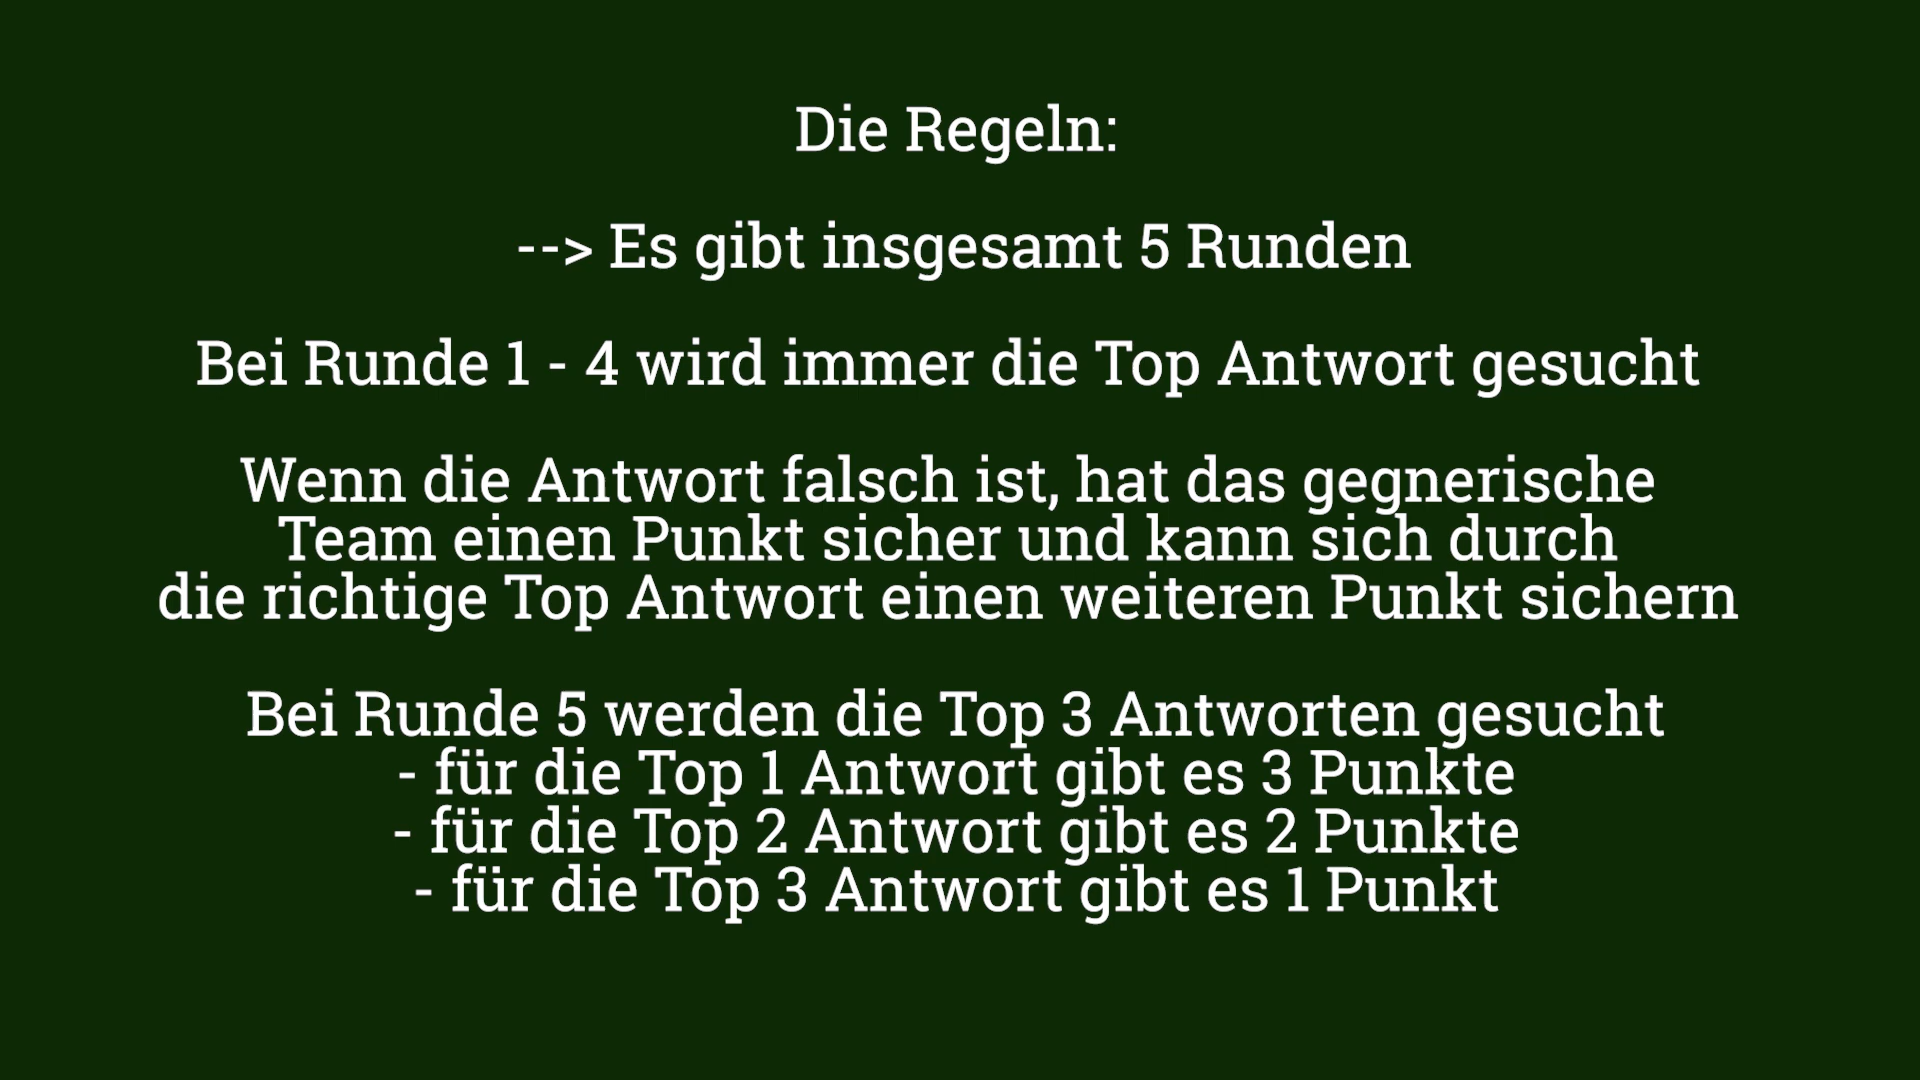 Die Regeln:
--> Es gibt insgesamt 5 Runden
Bei Runde 1 - 4 wird immer die Top Antwort gesucht
Wenn die Antwort falsch ist, hat das gegnerische
Team einen Punkt sicher und kann sich durch
die richtige Top Antwort einen weiteren Punkt sichern
Bei Runde 5 werden die Top 3 Antworten gesucht
- für die Top 1 Antwort gibt es 3 Punkte
- für die Top 2 Antwort gibt es 2 Punkte
- für die Top 3 Antwort gibt es 1 Punkt